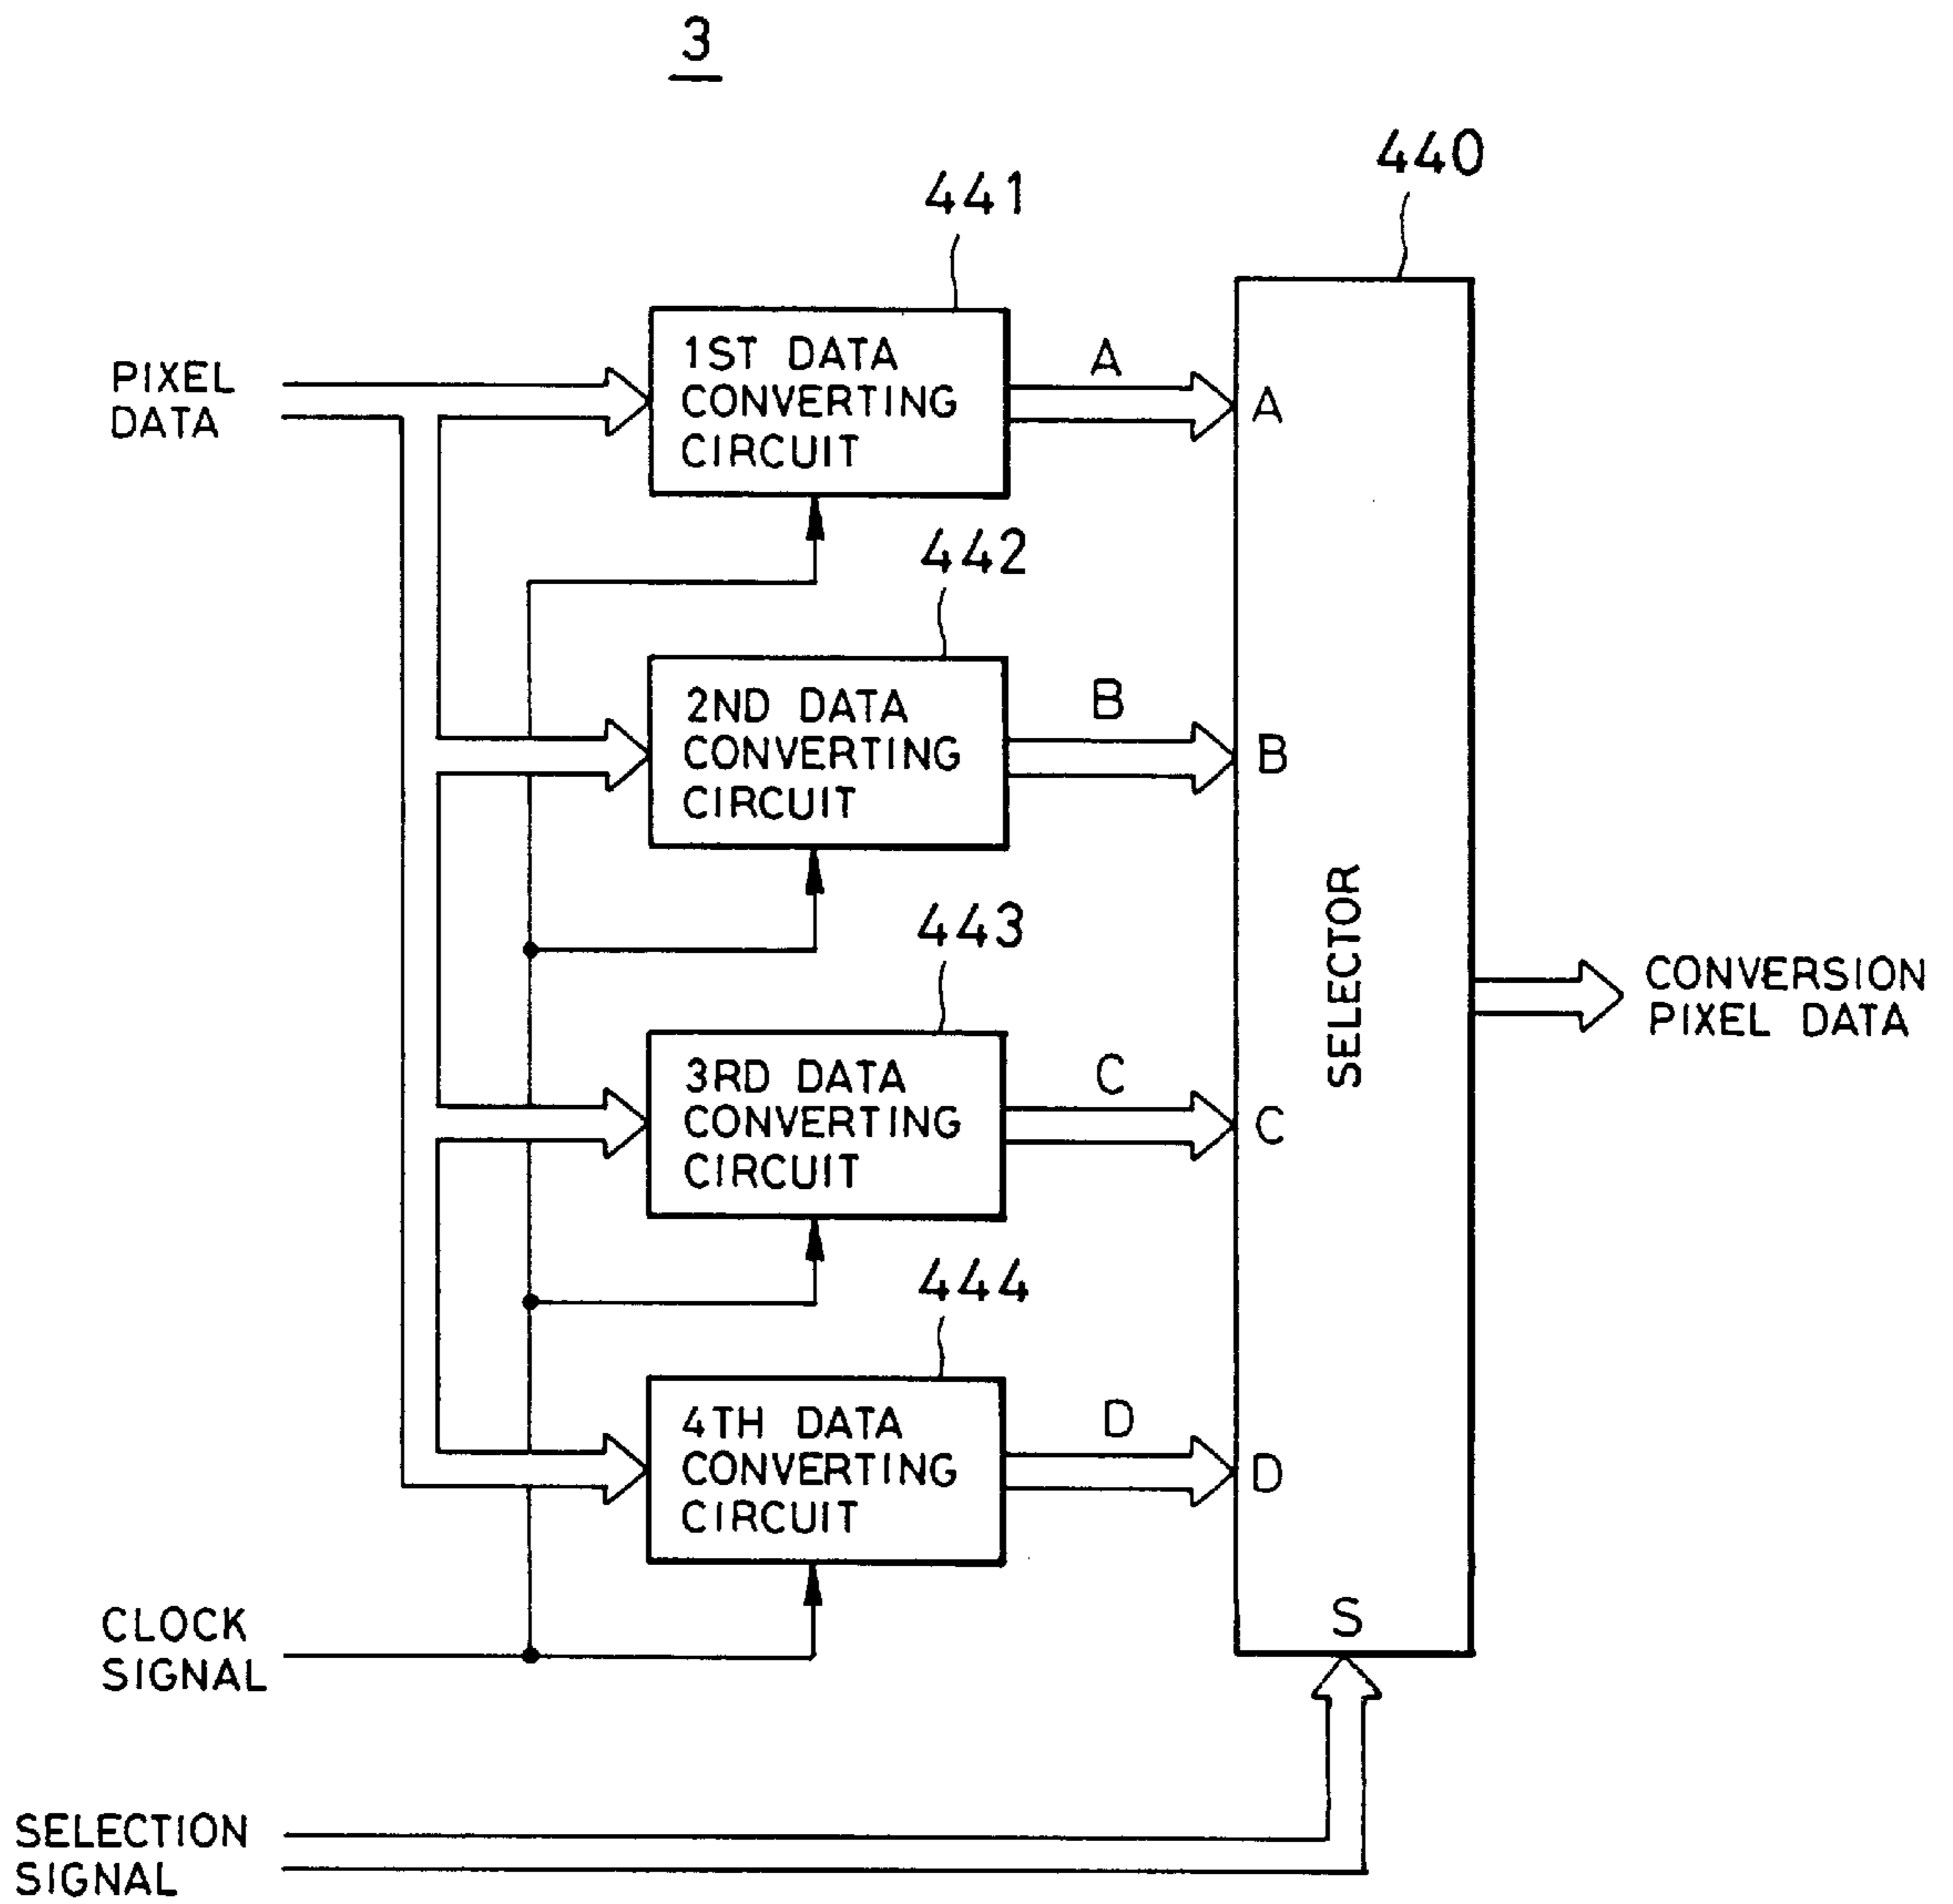 3
440
441
1ST DATA
CONVERTING
CIRCUIT
A
A
PIXEL
DATA
442
2ND DATA
CONVERTING
CIRCUIT
B
B
443
3RD DATA
CONVERTING
CIRCUIT
C
C
SELECTOR
CONVERSION
PIXEL DATA
444
4TH DATA
CONVERTING
CIRCUIT
D
D
S
CLOCK
SIGNAL
SELECTION
SIGNAL